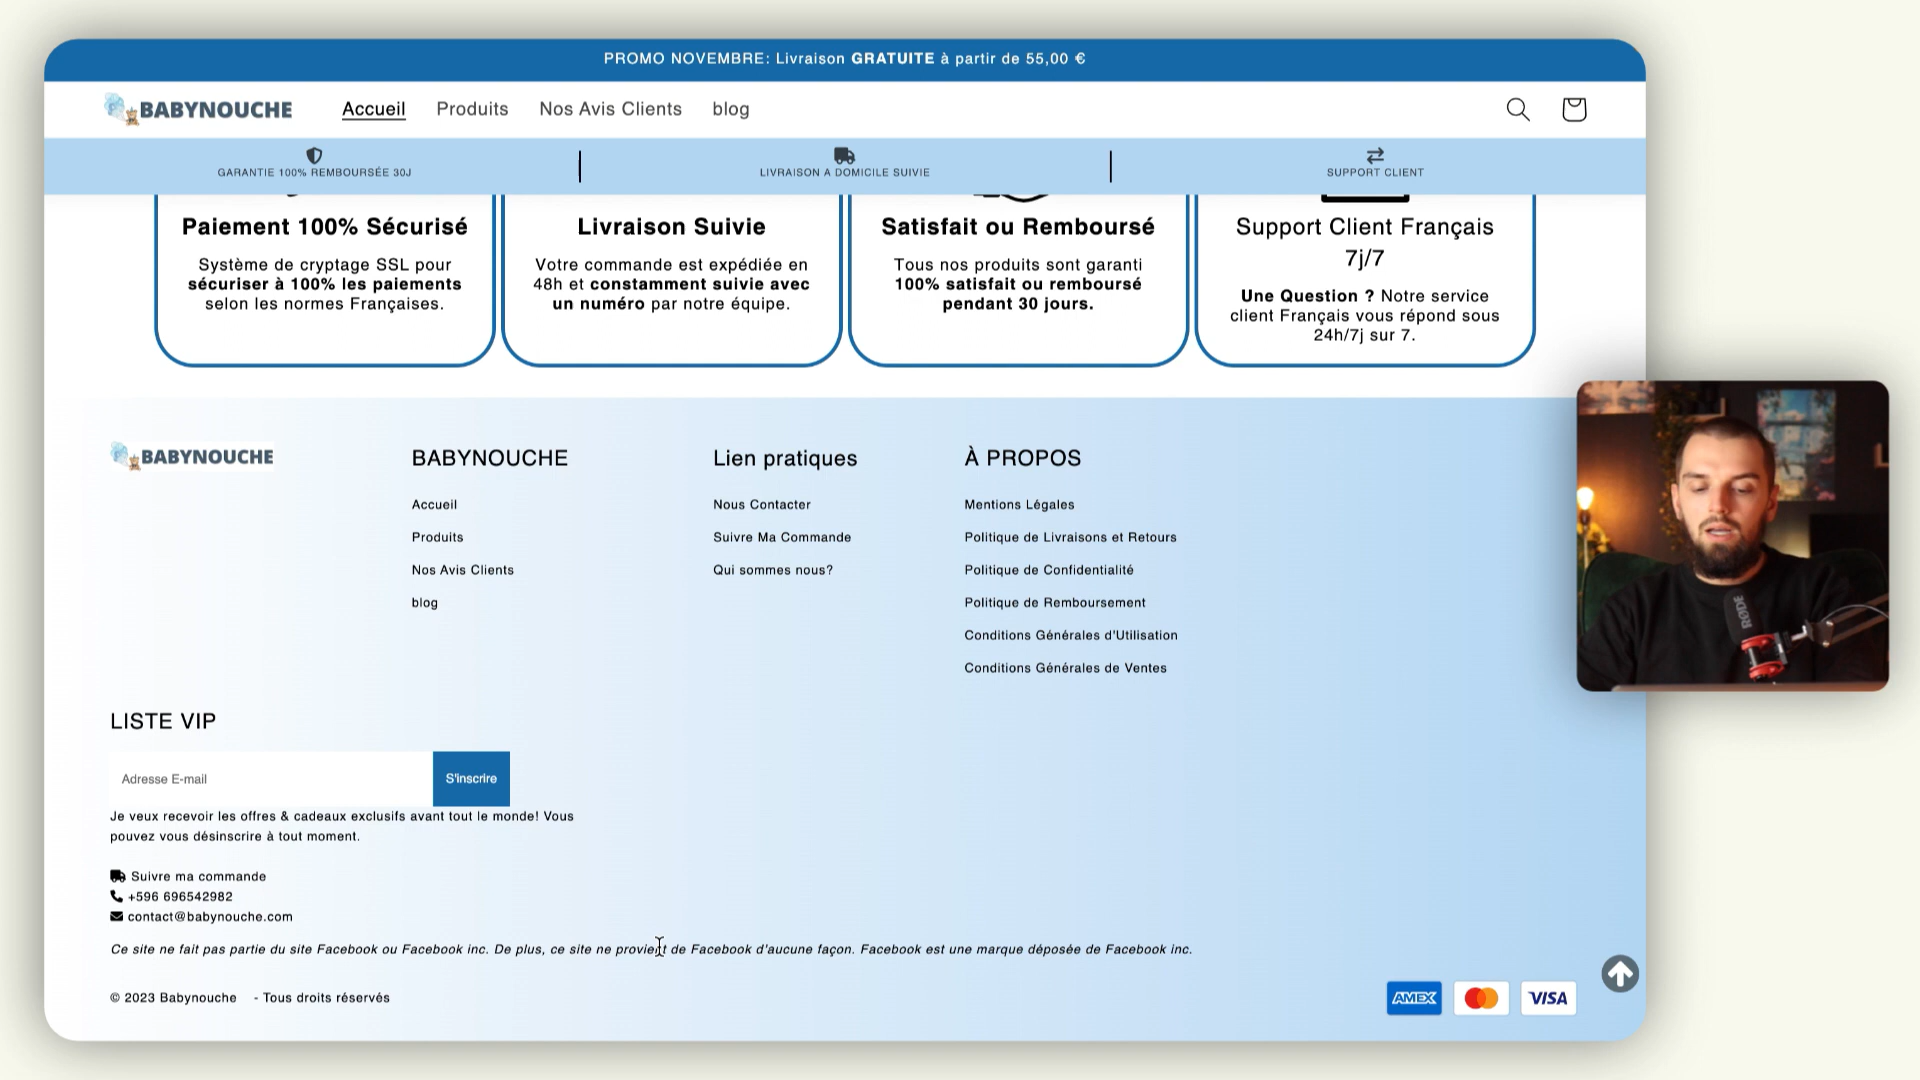 PROMO NOVEMBRE: Livraison GRATUITE à partir de 55,00 €
BABYNOUCHE
Accueil
Produits
Nos Avis Clients
blog
GARANTIE 100% REMBOURSÉE 30J
LIVRAISON A DOMICILE SUIVIE
SUPPORT CLIENT
Paiement 100% Sécurisé
Système de cryptage SSL pour
sécuriser à 100% les paiements
selon les normes Françaises.
Livraison Suivie
Votre commande est expédiée en
48h et constamment suivie avec
un numéro par notre équipe.
Satisfait ou Remboursé
Tous nos produits sont garanti
100% satisfait ou remboursé
pendant 30 jours.
Support Client Français
7j/7
Une Question ? Notre service
client Français vous répond sous
24h/7j sur 7.
BABYNOUCHE
BABYNOUCHE
Accueil
Produits
Nos Avis Clients
blog
Lien pratiques
Nous Contacter
Suivre Ma Commande
Qui sommes nous?
À PROPOS
Mentions Légales
Politique de Livraisons et Retours
Politique de Confidentialité
Politique de Remboursement
Conditions Générales d'Utilisation
Conditions Générales de Ventes
LISTE VIP
Adresse E-mail
S'inscrire
Je veux recevoir les offres & cadeaux exclusifs avant tout le monde! Vous
pouvez vous désinscrire à tout moment.
Suivre ma commande
+596 696542982
contact@babynouche.com
Ce site ne fait pas partie du site Facebook ou Facebook inc. De plus, ce site ne provient de Facebook d'aucune façon. Facebook est une marque déposée de Facebook inc.
© 2023 Babynouche - Tous droits réservés
AMEX
VISA
RØDE